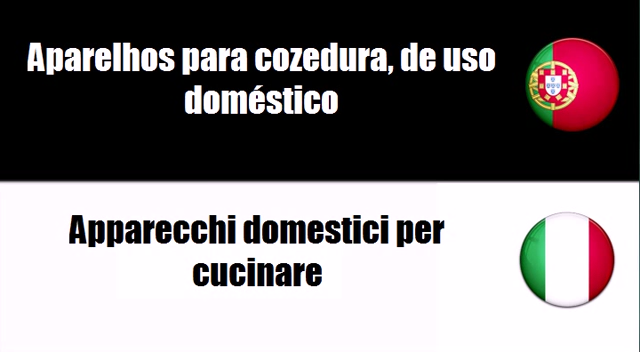 Aparelhos para cozedura, de uso
doméstico
Apparecchi domestici per
cucinare